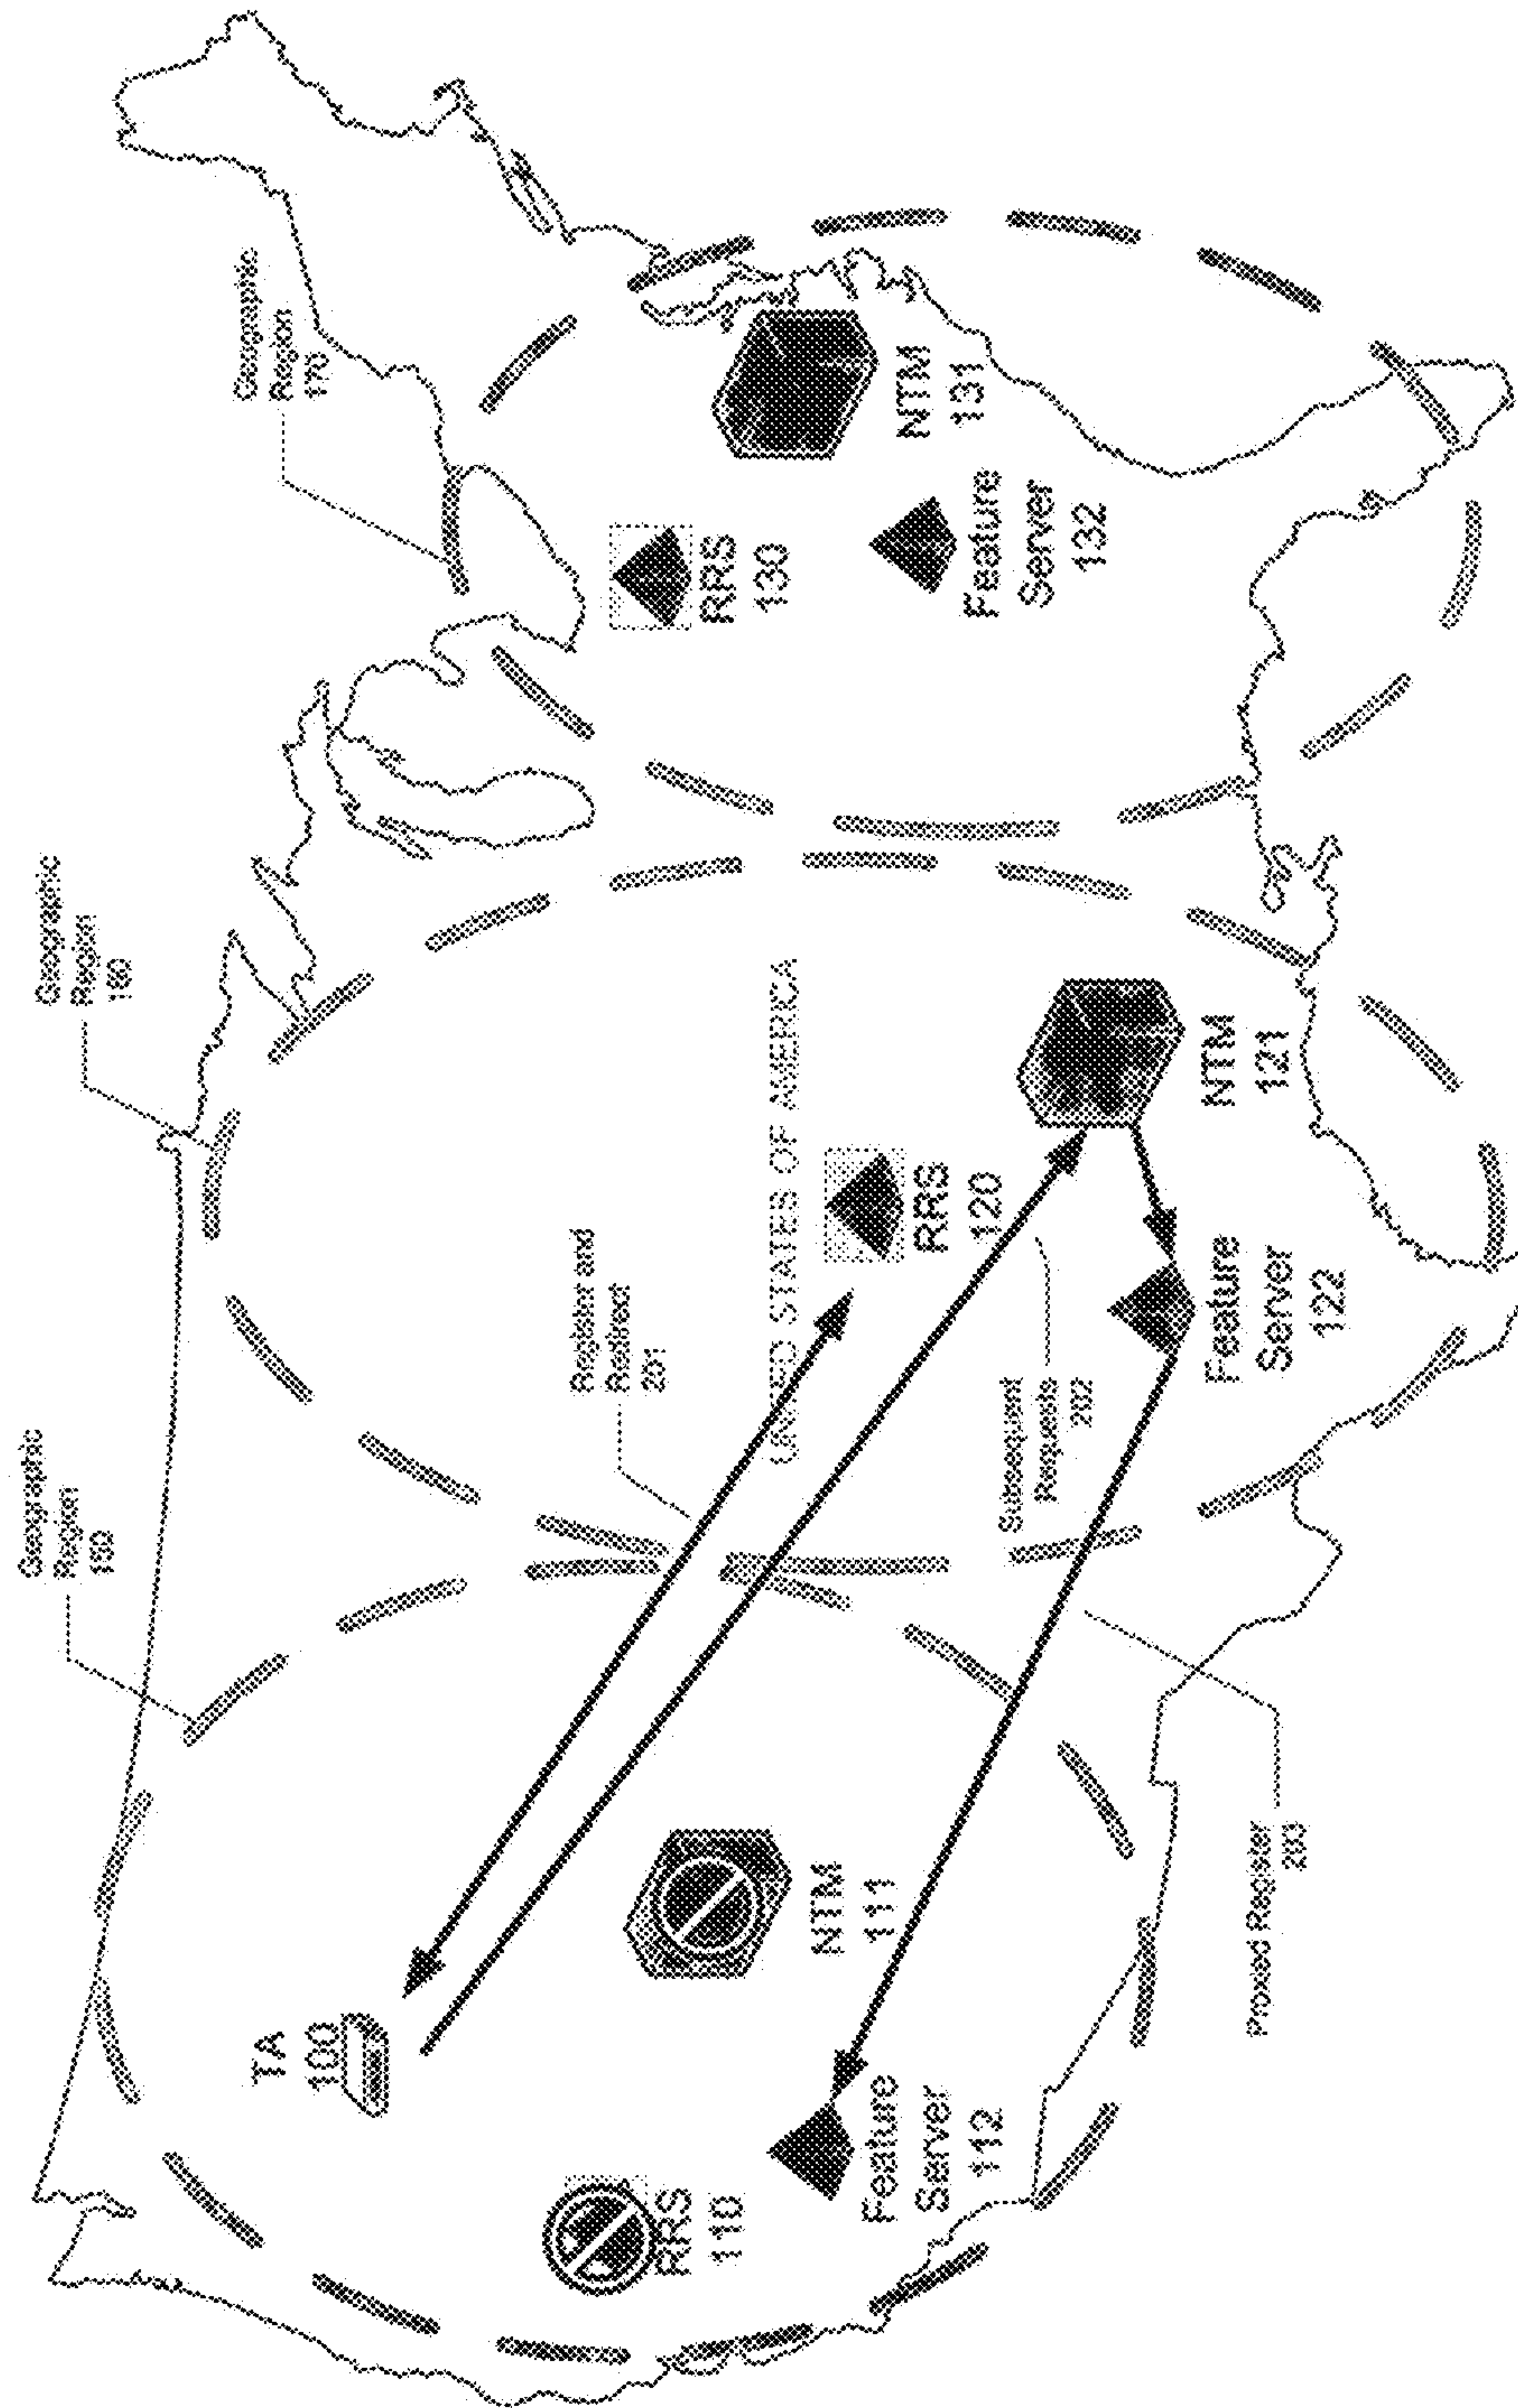 Geographic
Region
150
Geographic
Region
160
Geographic
Region
170
TA
100
Register and
201
RRS
110
NTM
111
UNITED STATES OF AMERICA
RRS
120
RRS
130
NTM
131
Feature
Server
112
Subsequent
Requests
202
NTM
121
Feature
Server
132
Feature
Server
122
Proxied Register
203